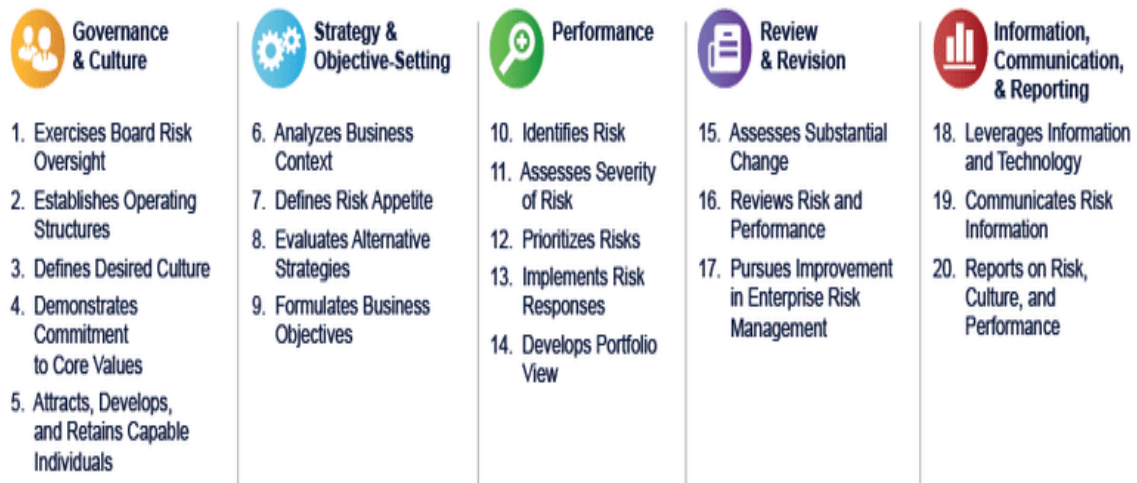 Governance
& Culture
1. Exercises Board Risk
Oversight
2. Establishes Operating
Structures
3. Defines Desired Culture
4. Demonstrates
Commitment
to Core Values
5. Attracts, Develops,
and Retains Capable
Individuals
Strategy &
Objective-Setting
6. Analyzes Business
Context
7. Defines Risk Appetite
8. Evaluates Alternative
Strategies
9. Formulates Business
Objectives
Performance
10. Identifies Risk
11. Assesses Severity
of Risk
12. Prioritizes Risks
13. Implements Risk
Responses
14. Develops Portfolio
View
Review
& Revision
15. Assesses Substantial
Change
16. Reviews Risk and
Performance
17. Pursues Improvement
in Enterprise Risk
Management
Information,
Communication,
& Reporting
18. Leverages Information
and Technology
19. Communicates Risk
Information
20. Reports on Risk,
Culture, and
Performance